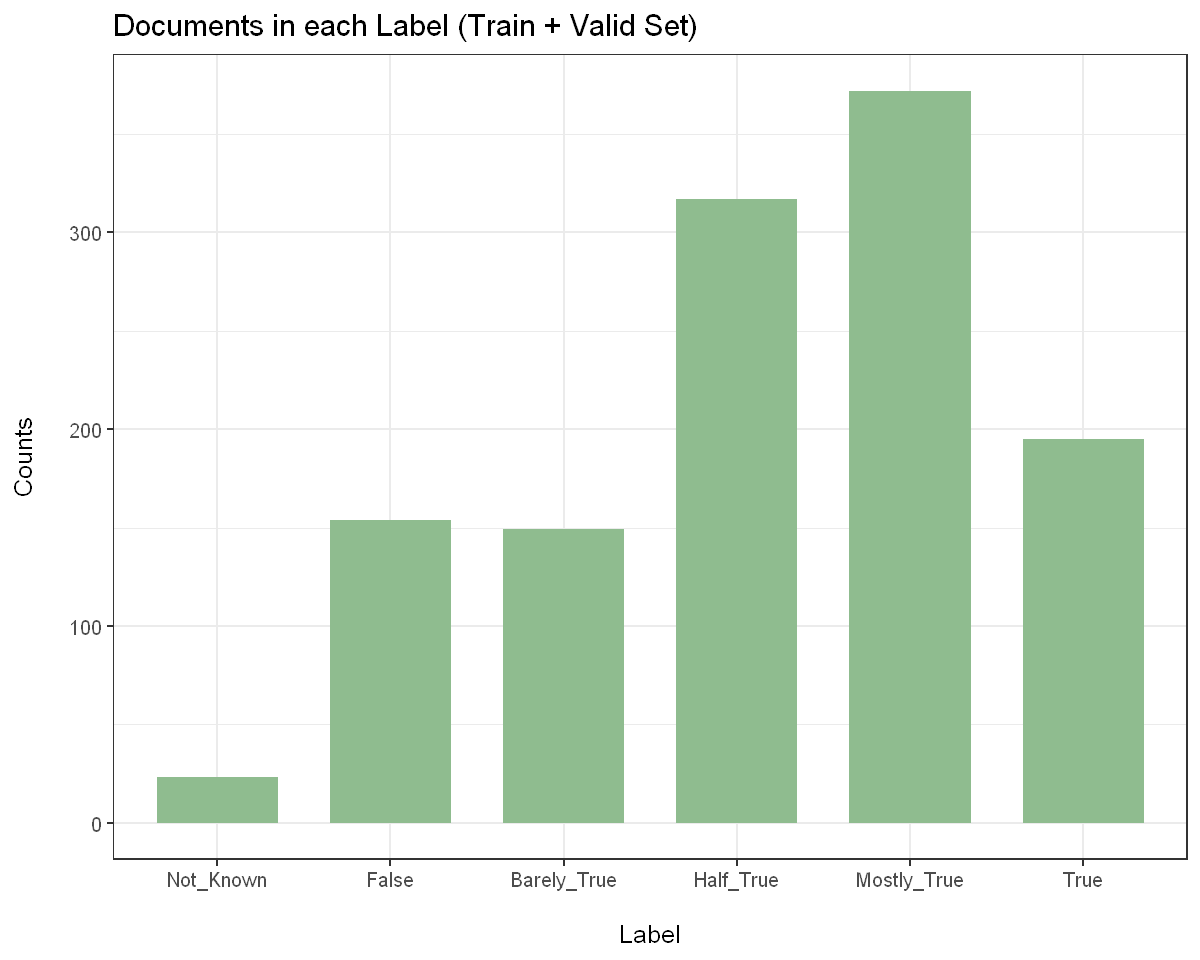 Documents in each Label (Train + Valid Set)
Counts
300
200
100
0
Not_Known False Barely_True Half_True Mostly_True True
Label